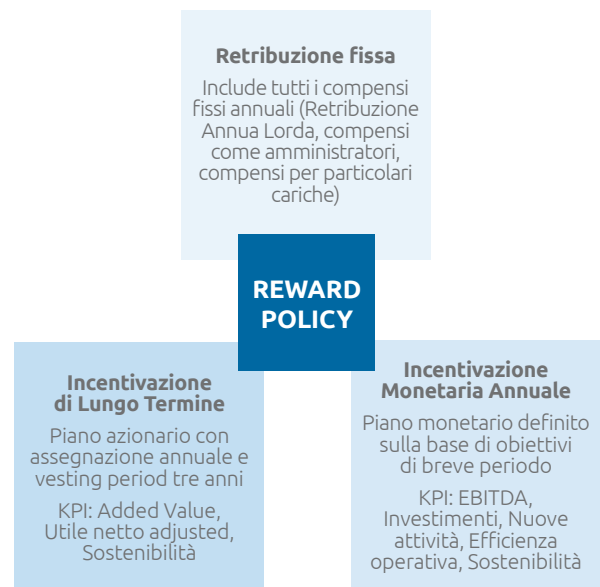 Retribuzione fissa
Include tutti i compensi
fissi annuali (Retribuzione
Annua Lorda, compensi
come amministratori,
compensi per particolari
cariche)
REWARD
POLICY
Incentivazione
di Lungo Termine
Piano azionario con
assegnazione annuale e
vesting period tre anni
KPI: Added Value,
Utile netto adjusted,
Sostenibilità
Incentivazione
Monetaria Annuale
Piano monetario definito
sulla base di obiettivi
di breve periodo
KPI: EBITDA,
Investimenti, Nuove
attività, Efficienza
operativa, Sostenibilità